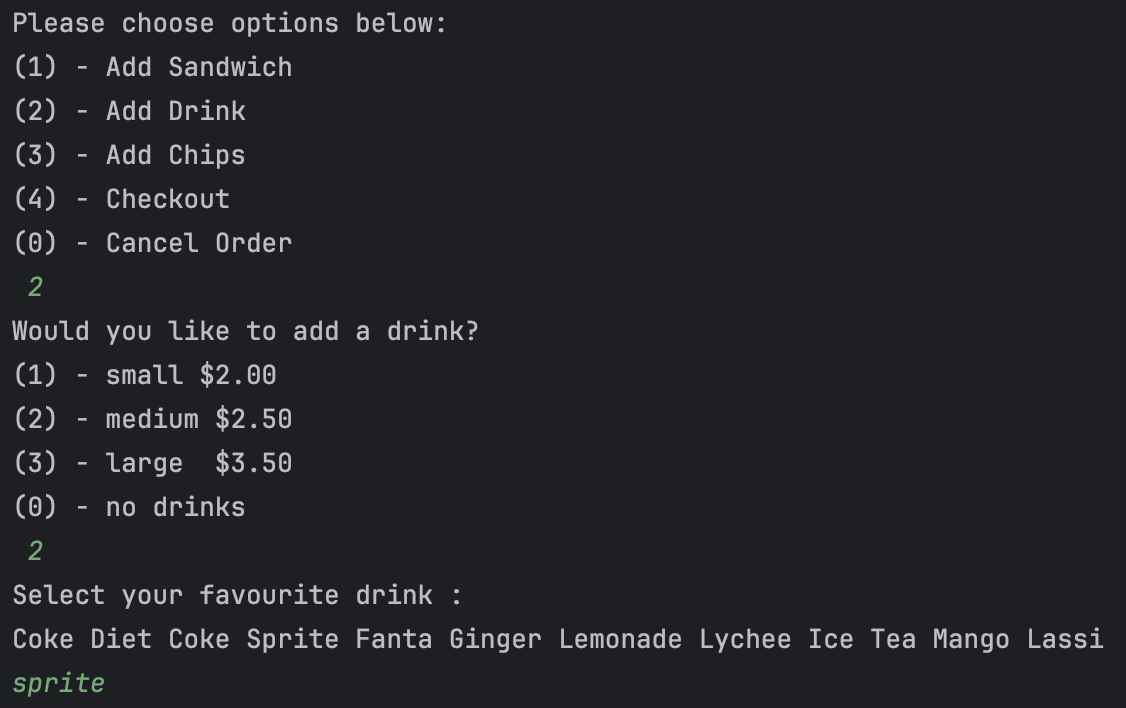 Please choose options below:
(1) - Add Sandwich
(2) - Add Drink
(3) - Add Chips
(4) - Checkout
(0) - Cancel Order
2
Would you like to add a drink?
(1) - small $2.00
(2) - medium $2.50
(3) - large  $3.50
(0) - no drinks
2
Select your favourite drink :
Coke Diet Coke Sprite Fanta Ginger Lemonade Lychee Ice Tea Mango Lassi
sprite